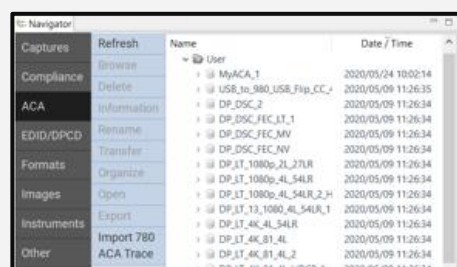 Navigator
Captures
Compliance
ACA
EDID/DPCD
Formats
Images
Instruments
Other
Refresh
Browse
Delete
Information
Rename
Transfer
Organize
Open
Export
Import 780
ACA Trace
Name Date / Time
User
MyACA_1 2020/05/24 10:02:14
USB_to_980_USB_Flip_CC_ 2020/05/09 11:26:35
DP_DSC_2 2020/05/09 11:26:34
DP_DSC_FEC_LT_1 2020/05/09 11:26:34
DP_DSC_FEC_MV 2020/05/09 11:26:34
DP_DSC_FEC_NV 2020/05/09 11:26:34
DP_LT_1080p_2L_27LR 2020/05/09 11:26:34
DP_LT_1080p_4L_54LR 2020/05/09 11:26:34
DP_LT_1080p_4L_54LR_2_H 2020/05/09 11:26:34
DP_LT_13_1080_4L_54LR_1 2020/05/09 11:26:34
DP_LT_4K_4L_54LR 2020/05/09 11:26:34
DP_LT_4K_81_4L 2020/05/09 11:26:34
DP_LT_4K_81_4L_2 2020/05/09 11:26:34